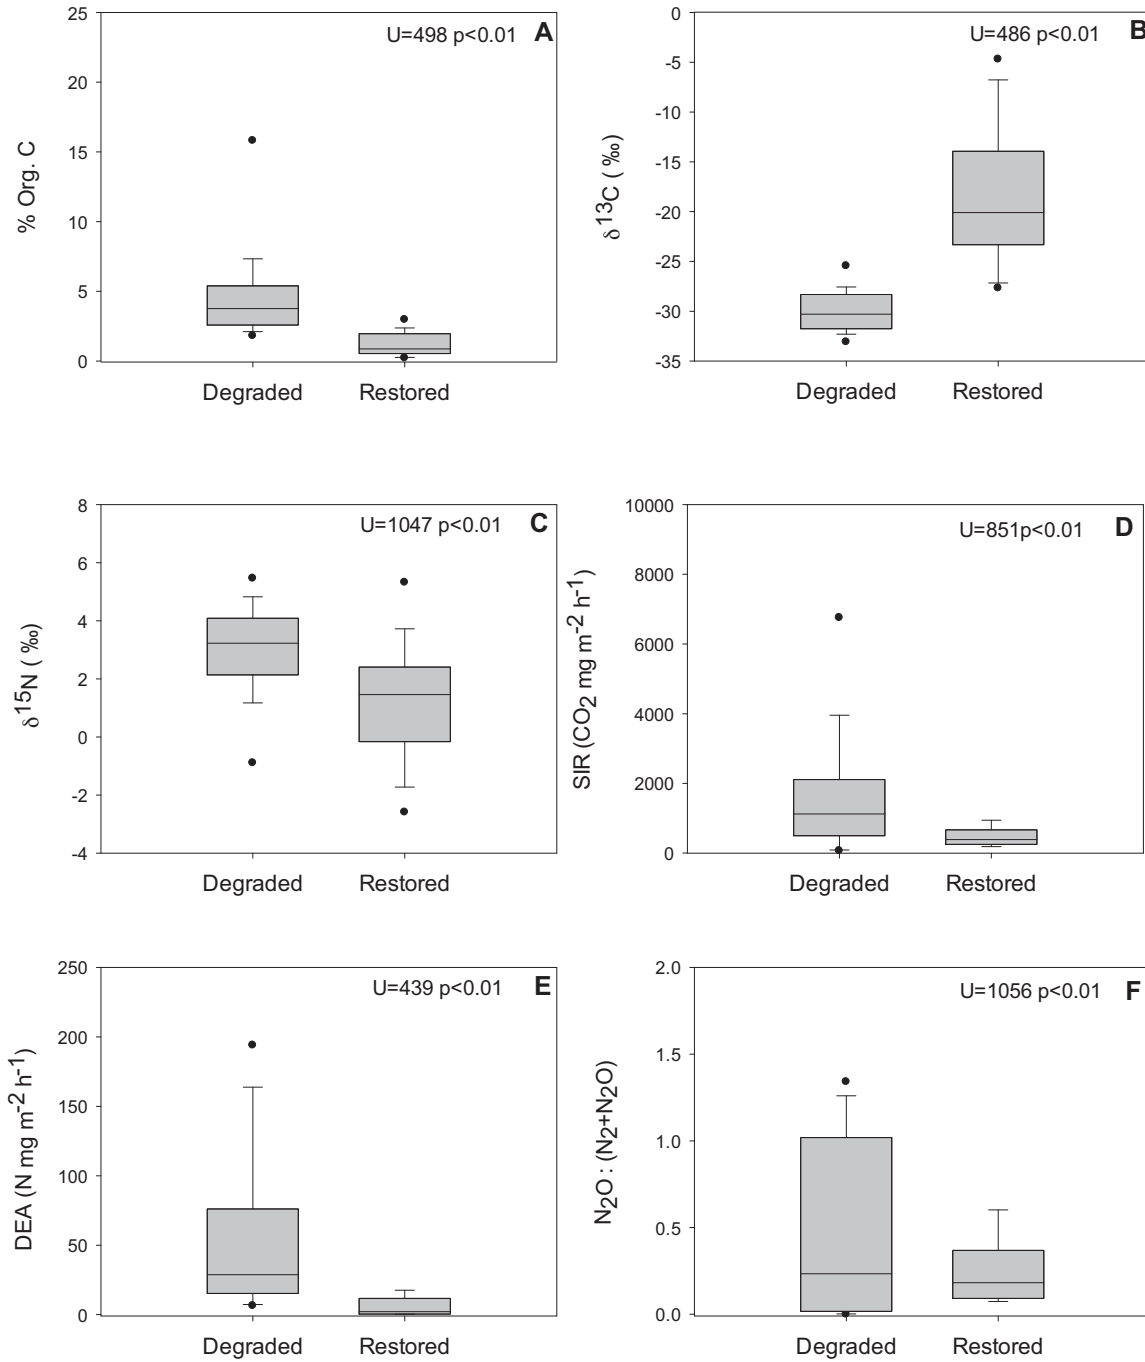 U=498 p<0.01 A
25
20
15
10
5
0
% Org. C
Degraded Restored
U=486 p<0.01 B
0
-5
-10
-15
-20
-25
-30
-35
δ13C ( ‰)
Degraded Restored
U=1047 p<0.01 C
8
6
4
2
0
-2
-4
δ15N ( ‰)
Degraded Restored
U=851p<0.01 D
10000
8000
6000
4000
2000
0
SIR (CO2 mg m-2 h-1)
Degraded Restored
U=439 p<0.01 E
250
200
150
100
50
0
DEA (N mg m-2 h-1)
Degraded Restored
U=1056 p<0.01 F
2.0
1.5
1.0
0.5
0.0
N2O : (N2+N2O)
Degraded Restored